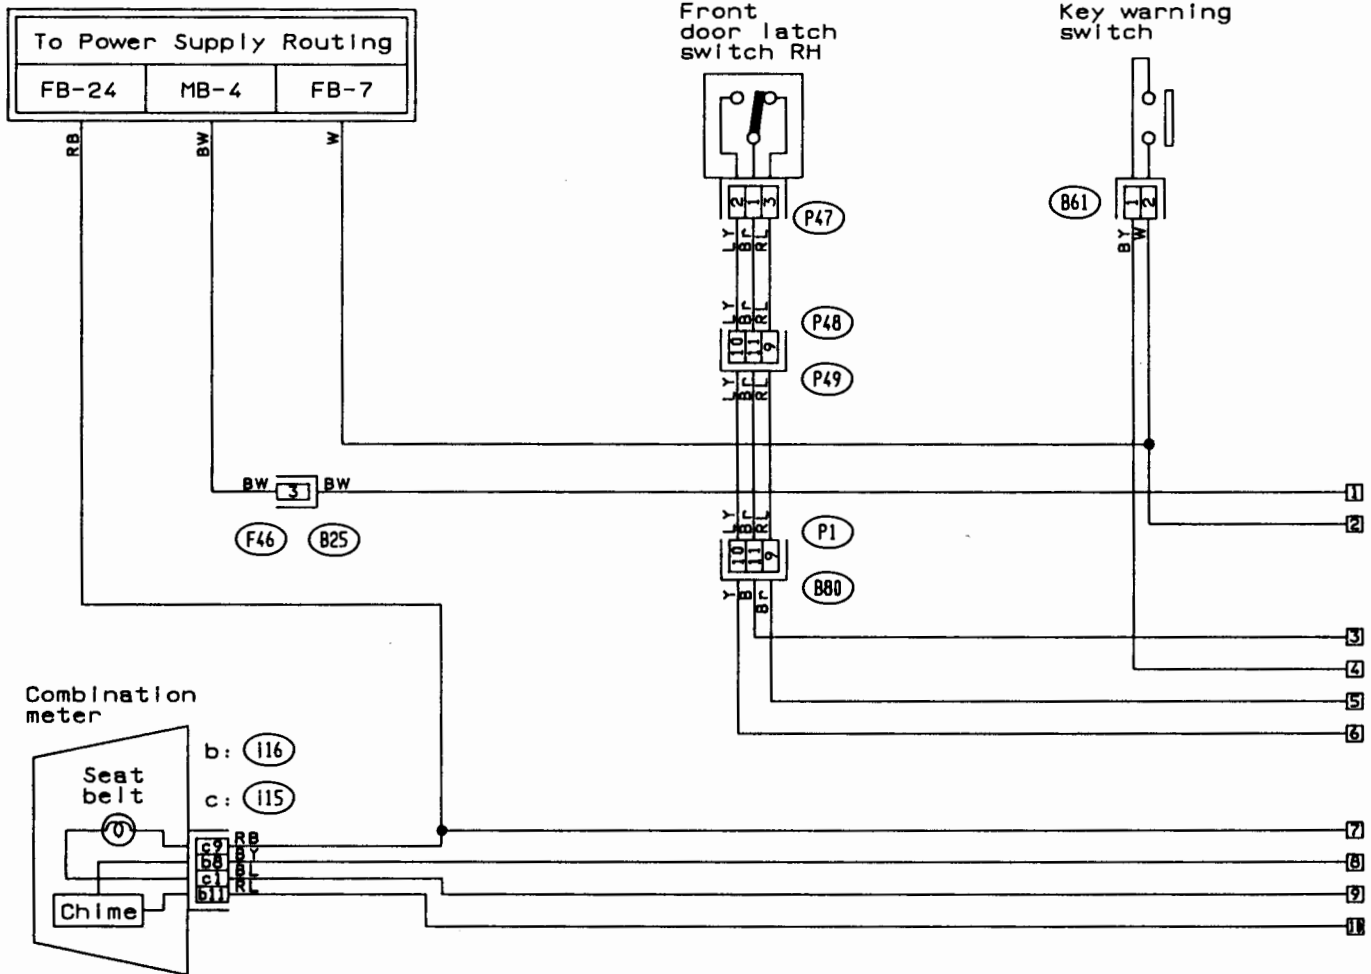 To Power Supply Routing
FB-24 MB-4 FB-7
RB BW W
Front
door latch
switch RH
Key warning
switch
2 1 3
P47
LY Br RL
LY Br RL
P48
10 11 9
P49
LY Br RL
B61
1 2
BY W
BW 3 BW
F46 B25
LY Br RL
P1
10 11 9
B80
Y B Br
1
2
3
4
5
6
7
8
9
10
Combination
meter
b: i16
c: i15
Seat
belt
Chime
c9 RB
b8 BY
c1 BL
b11 RL